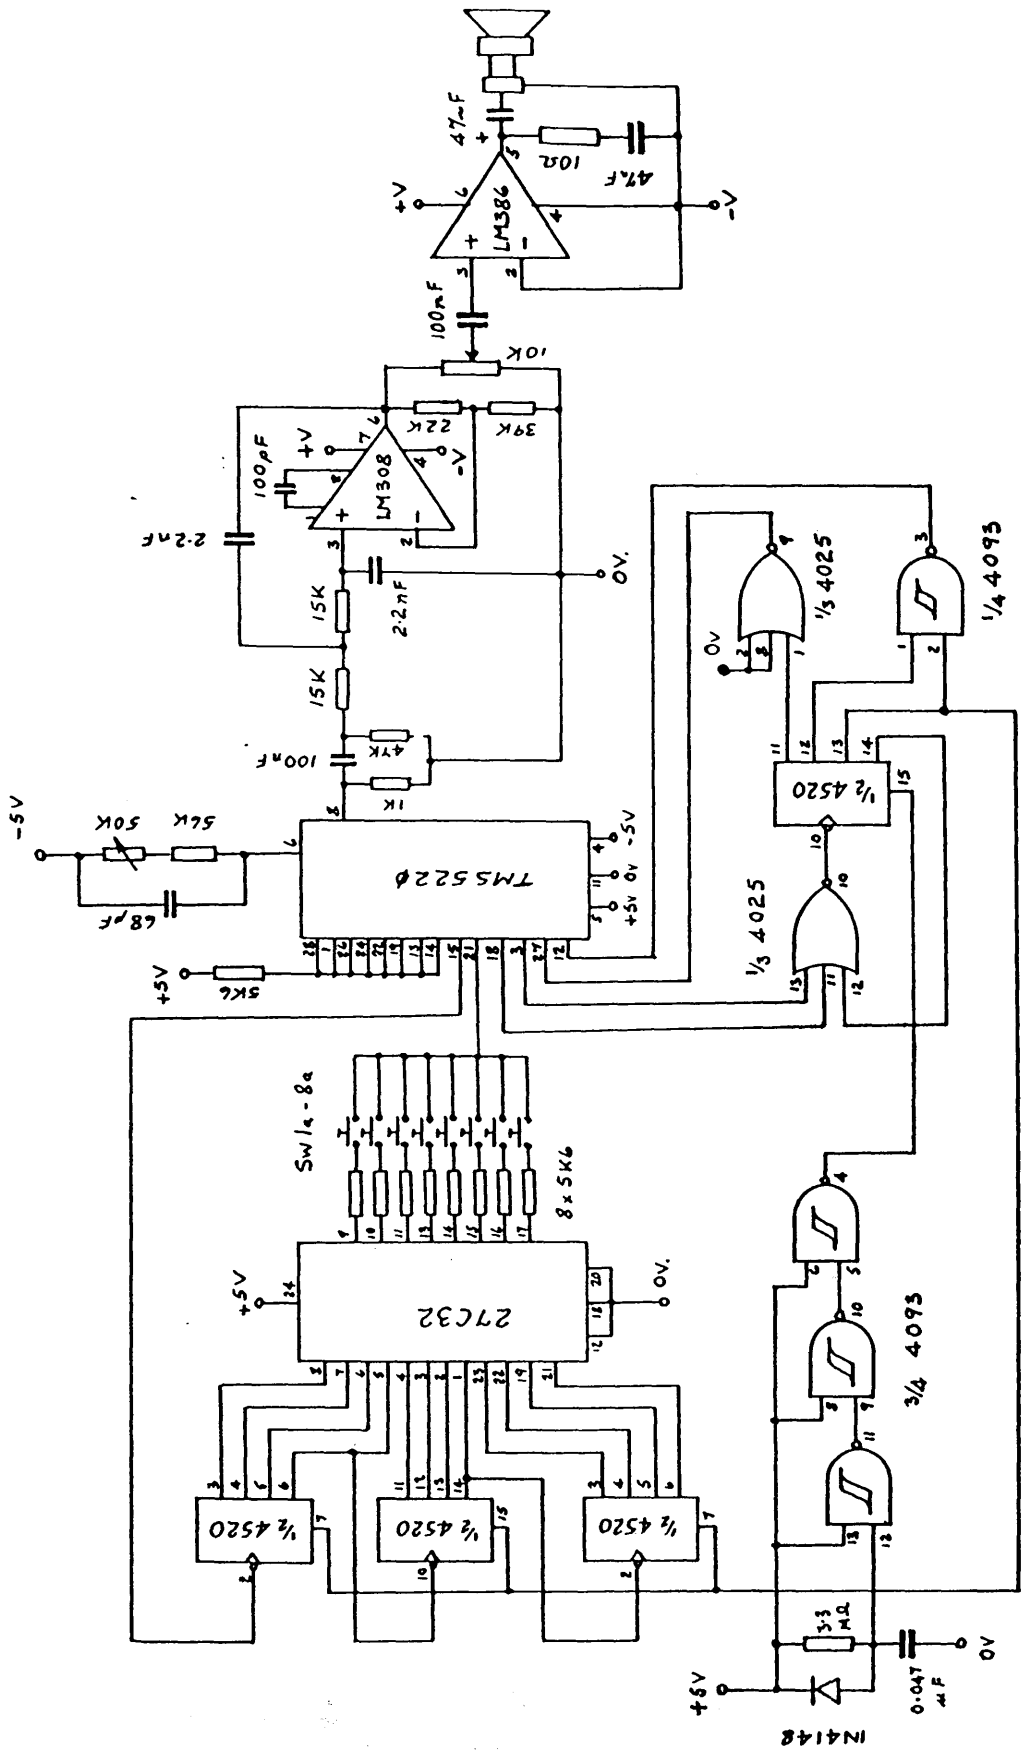 47µF
+
5
10Ω
47nF
+V
6
LM386
+
-
3
2
4
-V
100nF
10K
2.2nF
100pF
+V
7
6
8
1
LM308
+
-
3
2
4
-V
22K
39K
15K
15K
2.2nF
0V.
100nF
47K
1K
-5V
50K
56K
68pF
6
8
TMS 5220
4
-5V
11
0V
5
+5V
+5V
5K6
28
1
26
24
22
19
13
14
15
21
18
3
27
12
0V
2
8
1
9
1/3 4025
3
1
2
1/4 4093
11
12
13
14
15
1/2 4520
10
10
1/3 4025
13
11
12
SW1a-8a
8 x 5K6
9
10
11
13
14
15
16
17
+5V
24
27C32
20
18
12
0V.
8
7
6
5
4
3
2
1
23
22
19
21
3
4
5
6
7
1/2 4520
2
11
12
13
14
15
1/2 4520
10
3
4
5
6
7
1/2 4520
2
4
6
5
10
8
9
11
13
12
3/4 4093
3.3
MΩ
+5V
0.047
µF
0V
1N4148